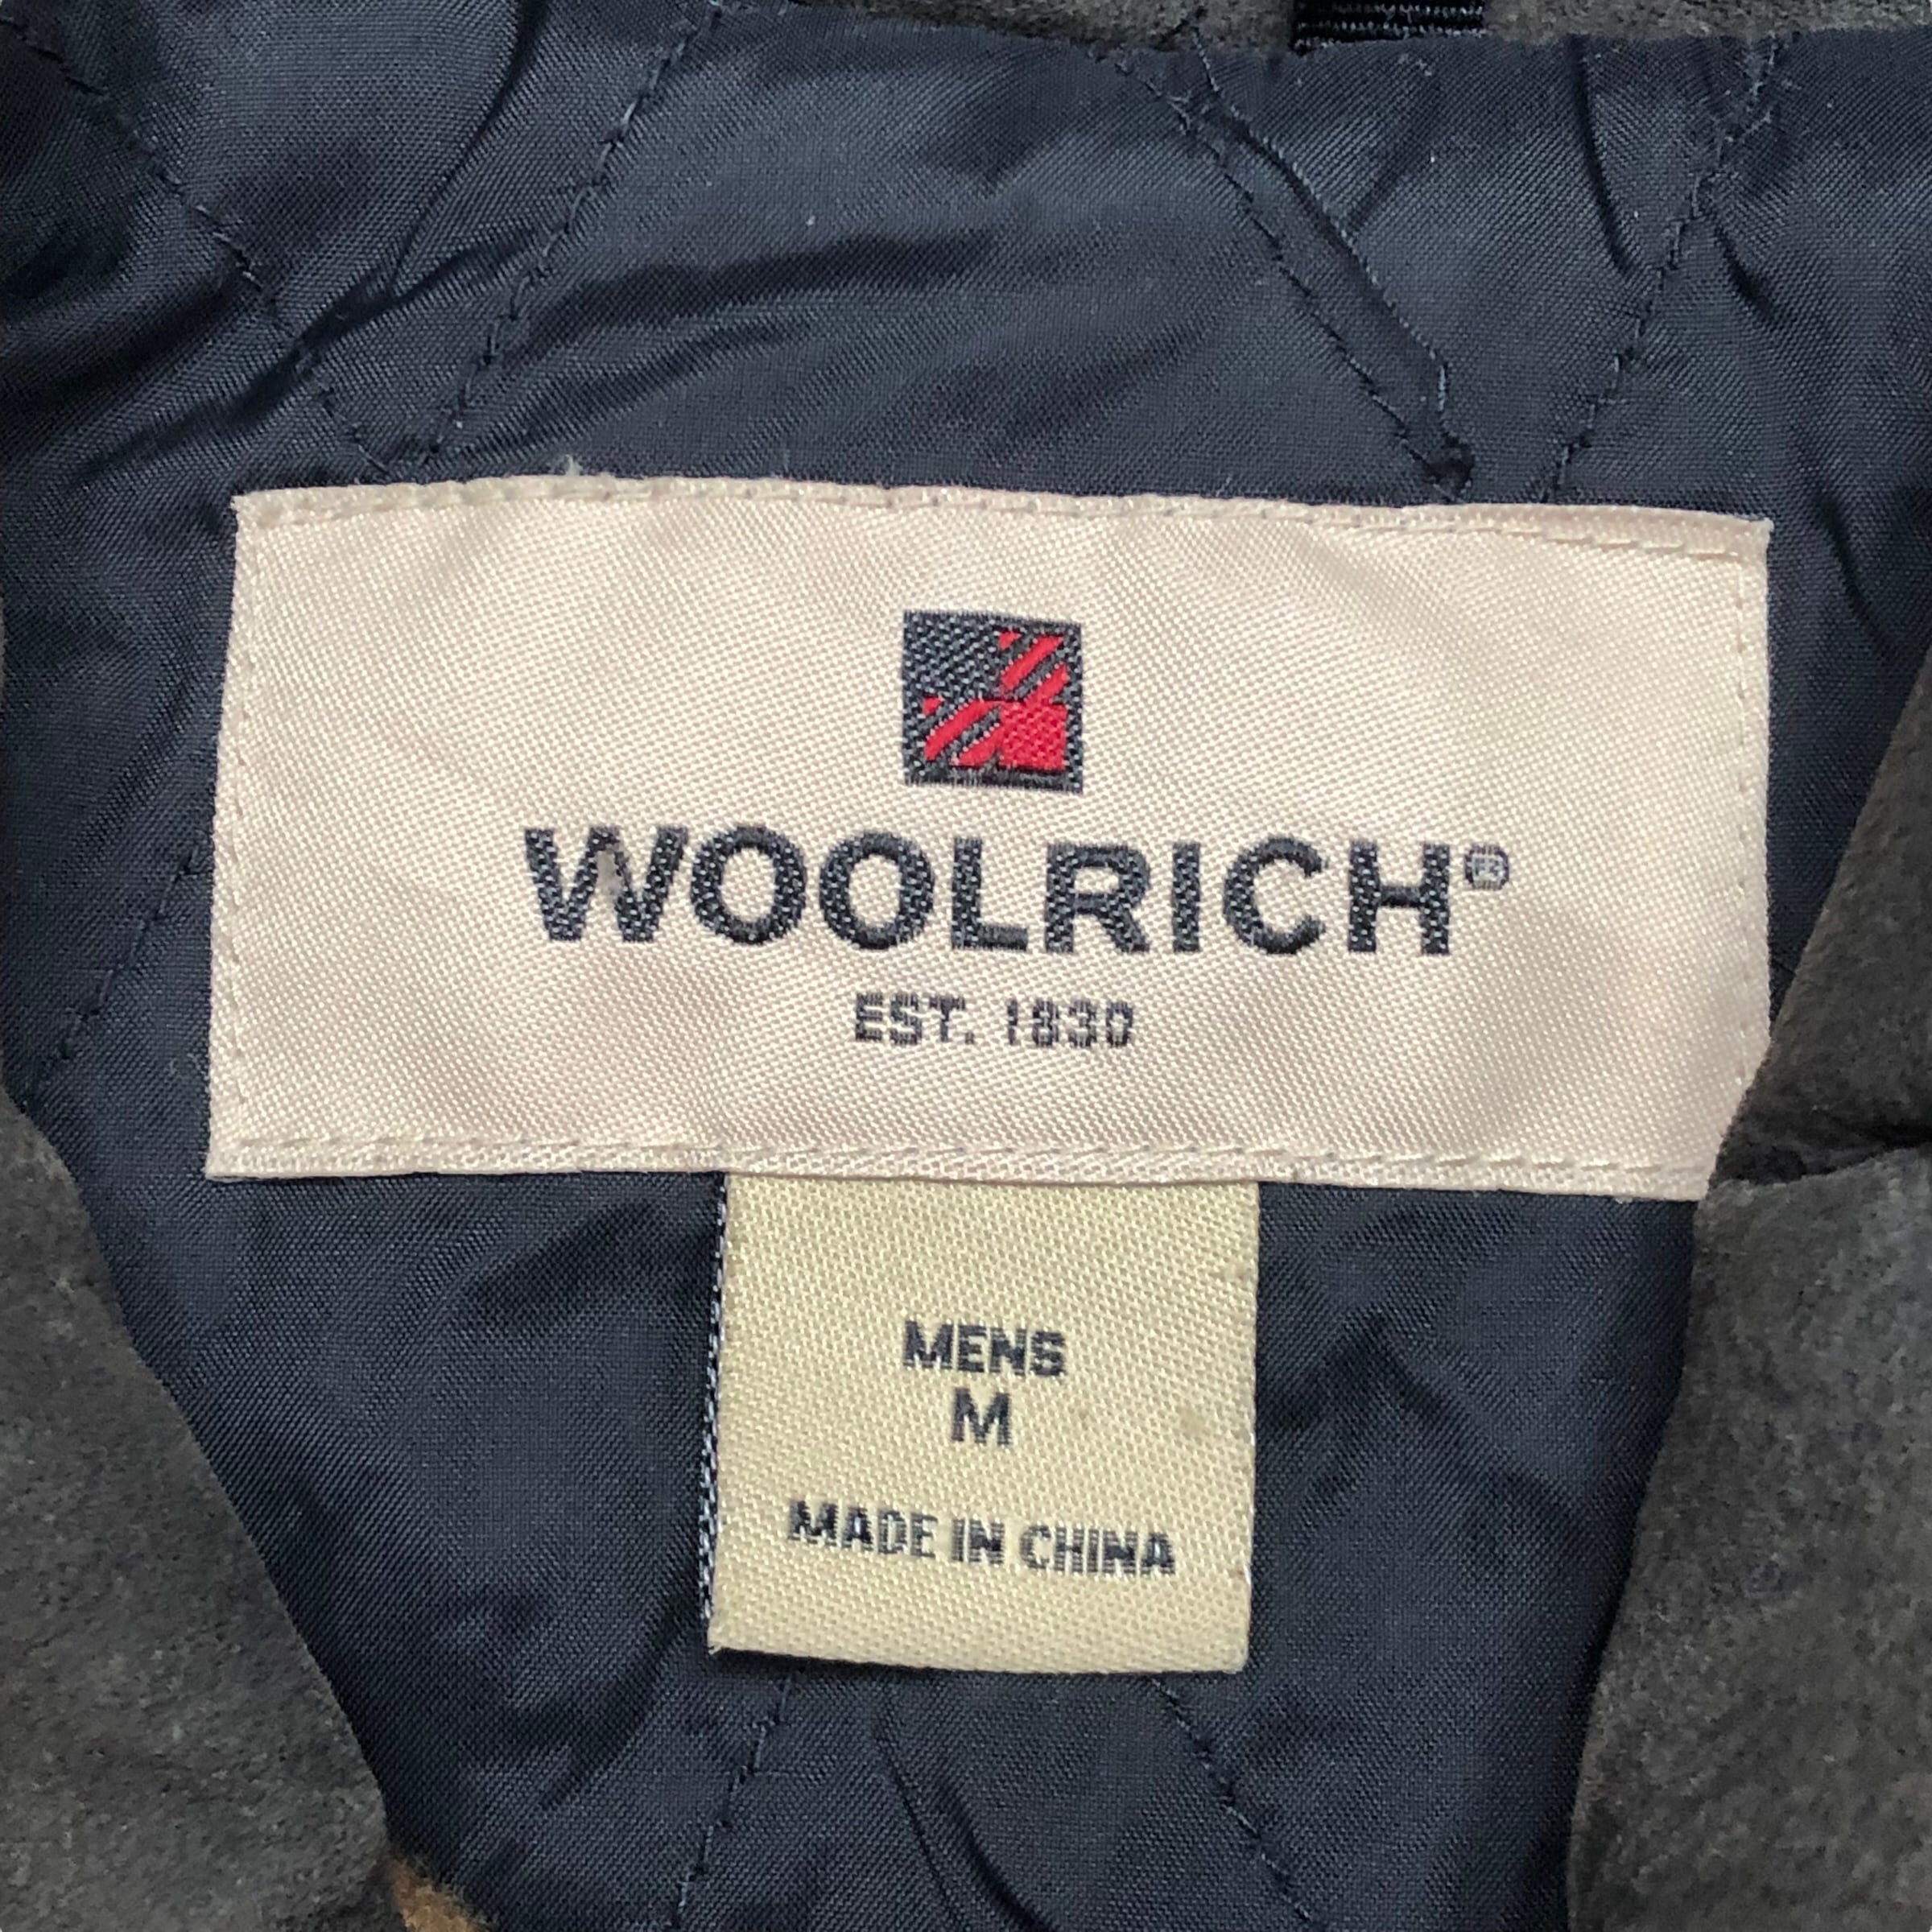 WOOLRICH®
EST. 1830
MENS
M
MADE IN CHINA